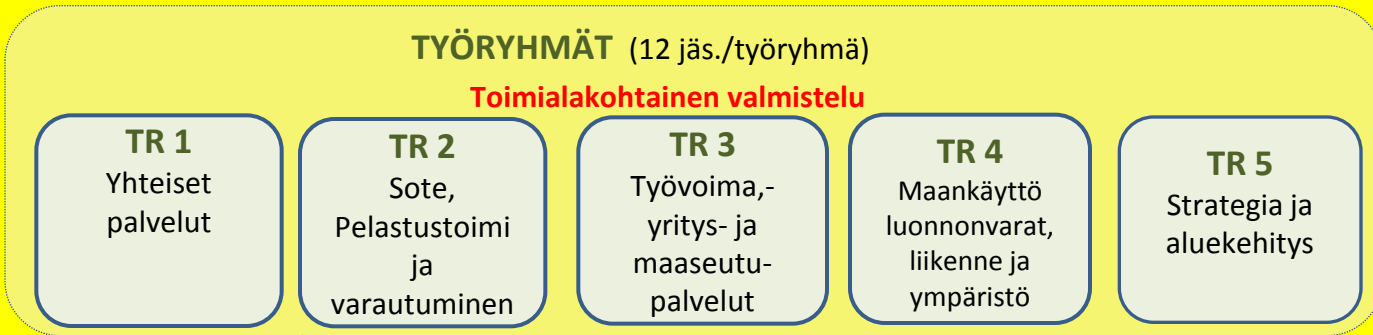 TYÖRYHMÄT (12 jäs./työryhmä)
Toimialakohtainen valmistelu
TR 1
Yhteiset
palvelut
TR 2
Sote,
Pelastustoimi
ja
varautuminen
TR 3
Työvoima,-
yritys- ja
maaseutu-
palvelut
TR 4
Maankäyttö
luonnonvarat,
liikenne ja
ympäristö
TR 5
Strategia ja
aluekehitys